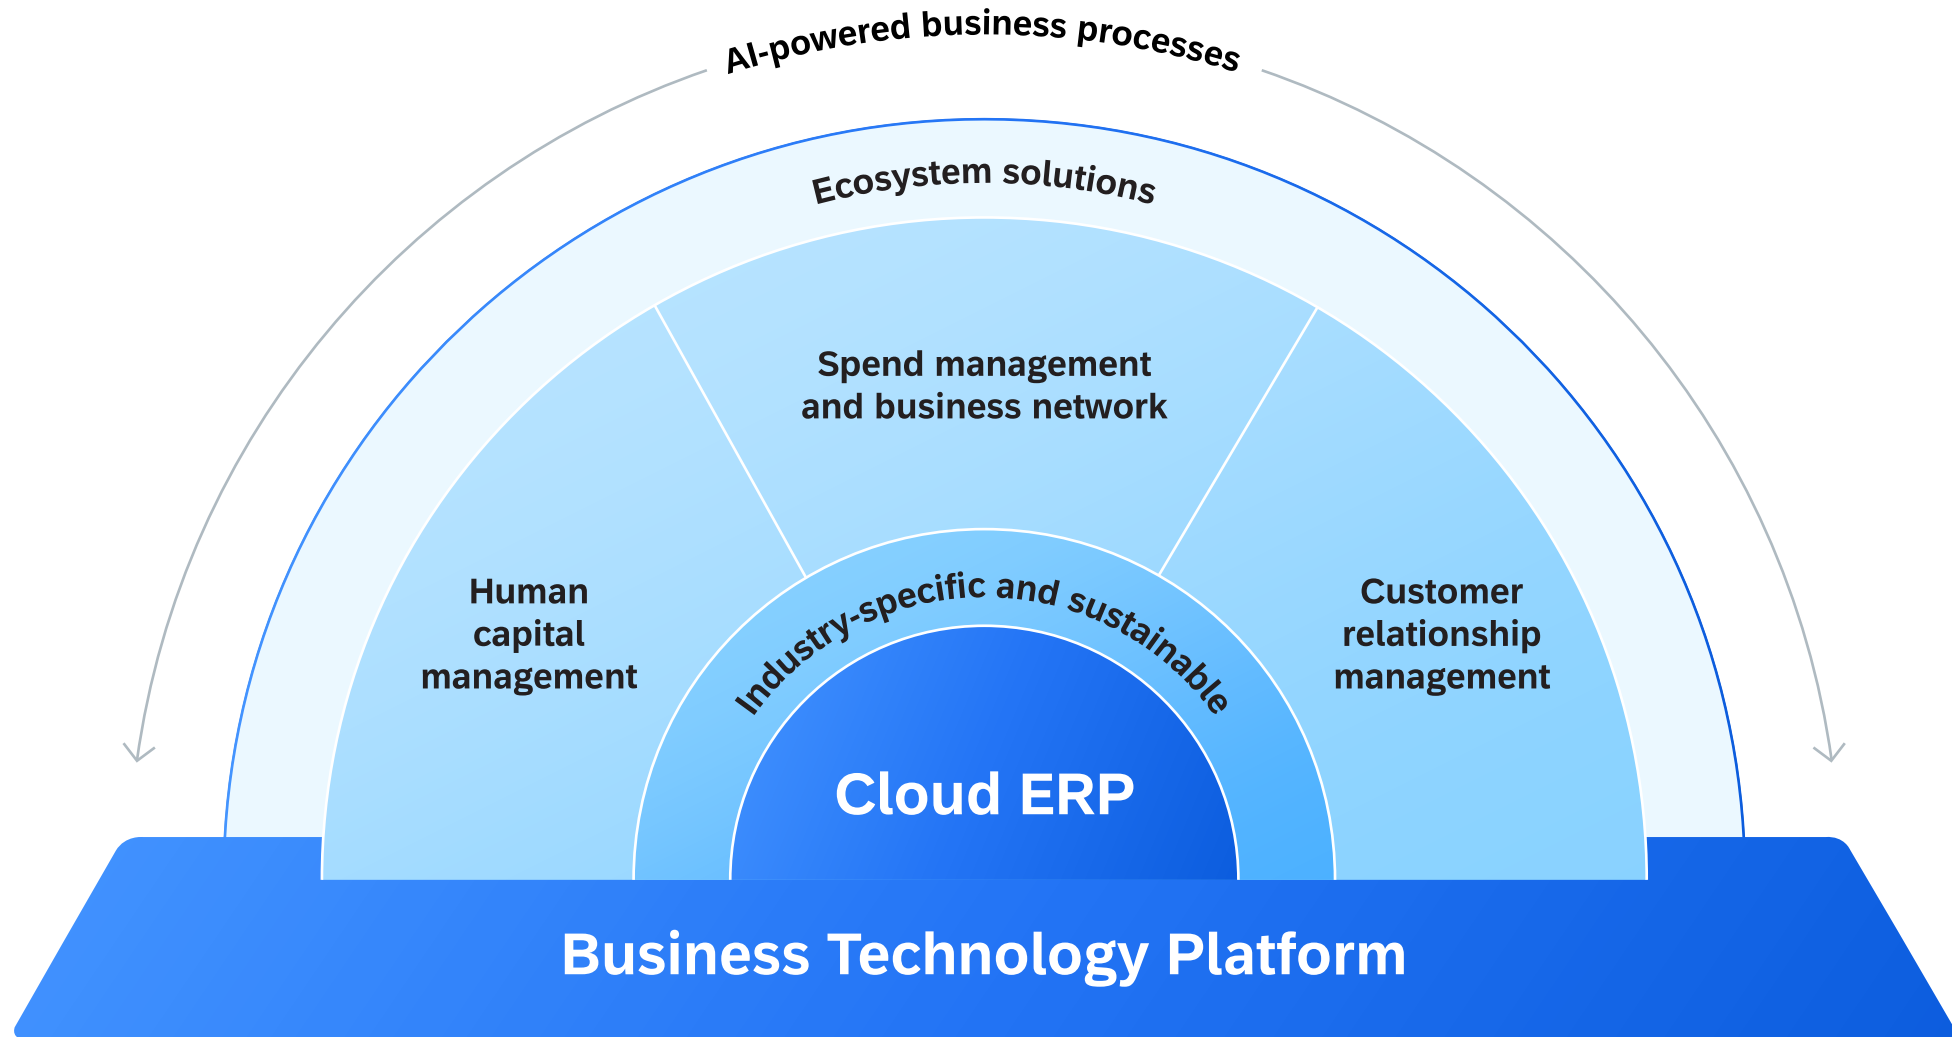 AI-powered business processes
Ecosystem solutions
Spend management
and business network
Human
capital
management
Customer
relationship
management
Industry-specific and sustainable
Cloud ERP
Business Technology Platform